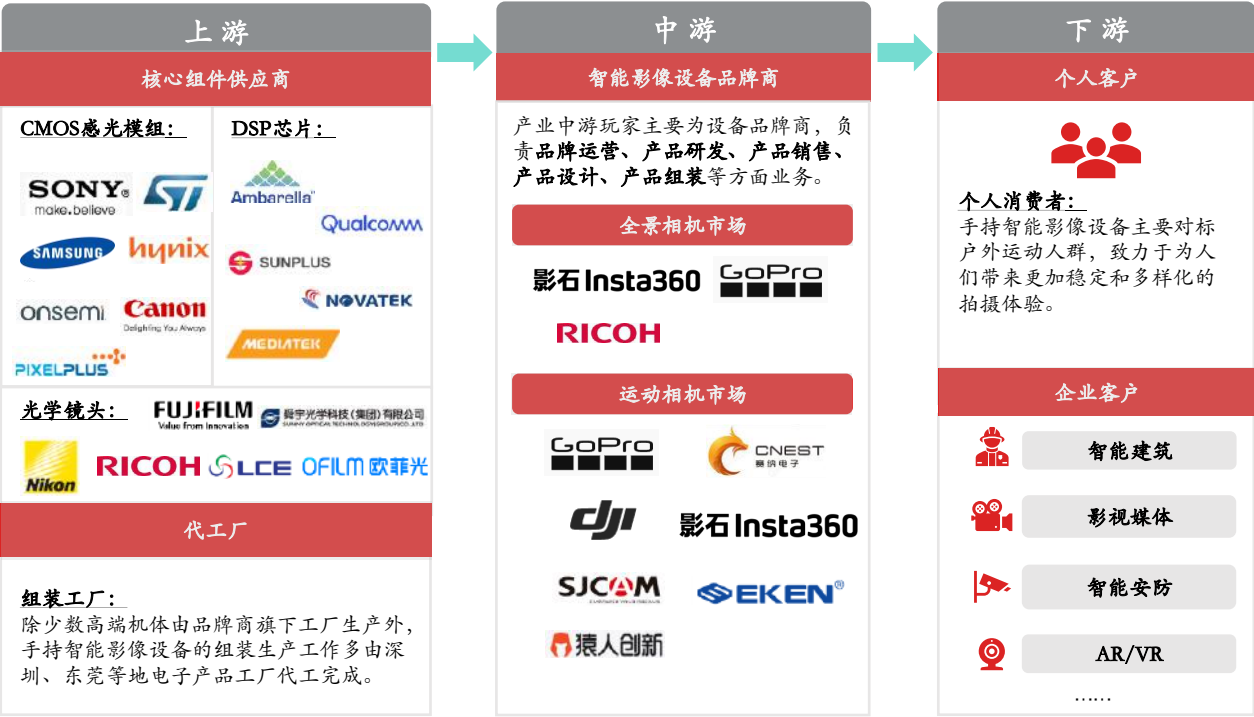 上游
核心组件供应商
CMOS感光模组：
SONY®
make.believe
ST
SAMSUNG
hynix
onsemi
Canon
Delighting You Always
PIXELPLUS
DSP芯片：
Ambarella
Qualcomm
SUNPLUS
NOVATEK
MEDIATEK
光学镜头：
FUJIFILM
Value from Innovation
舜宇光学科技(集团)有限公司
SUNNY OPTICAL TECHNOLOGY(GROUP)CO.,LTD
Nikon
RICOH
LCE
OFILM 欧菲光
代工厂
组装工厂：
除少数高端机体由品牌商旗下工厂生产外，
手持智能影像设备的组装生产工作多由深
圳、东莞等地电子产品工厂代工完成。
中游
智能影像设备品牌商
产业中游玩家主要为设备品牌商，负
责品牌运营、产品研发、产品销售、
产品设计、产品组装等方面业务。
全景相机市场
影石Insta360
GoPro
RICOH
运动相机市场
GoPro
CNEST
赛纳电子
dji
影石Insta360
SJCAM
EKEN®
猿人创新
下游
个人客户
个人消费者：
手持智能影像设备主要对标
户外运动人群，致力于为人
们带来更加稳定和多样化的
拍摄体验。
企业客户
智能建筑
影视媒体
智能安防
AR/VR
……